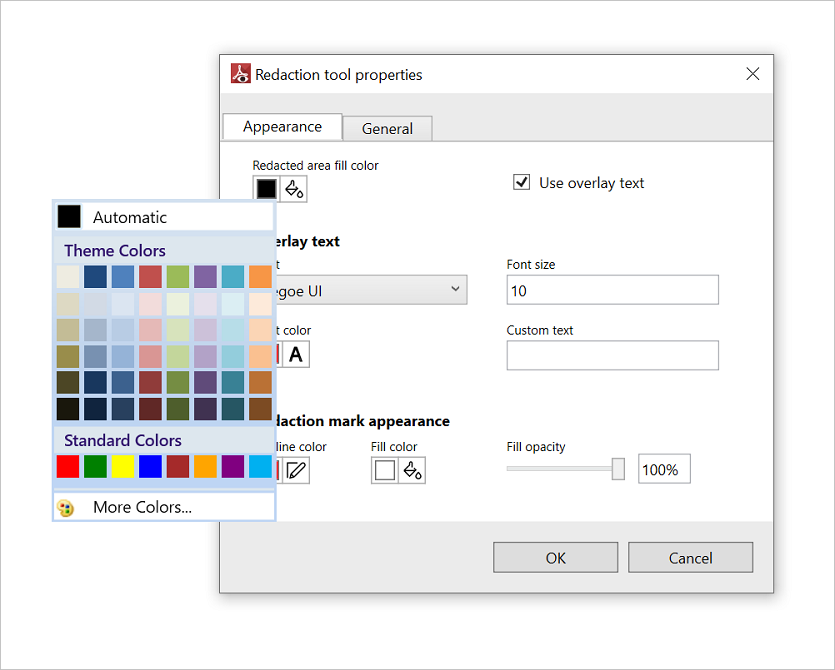 Redaction tool properties
Appearance
General
Redacted area fill color
Use overlay text
Automatic
Theme Colors
erlay text
t
Font size
egoe UI
10
t color
Custom text
A
daction mark appearance
Standard Colors
line color
Fill color
Fill opacity
100%
More Colors...
OK
Cancel